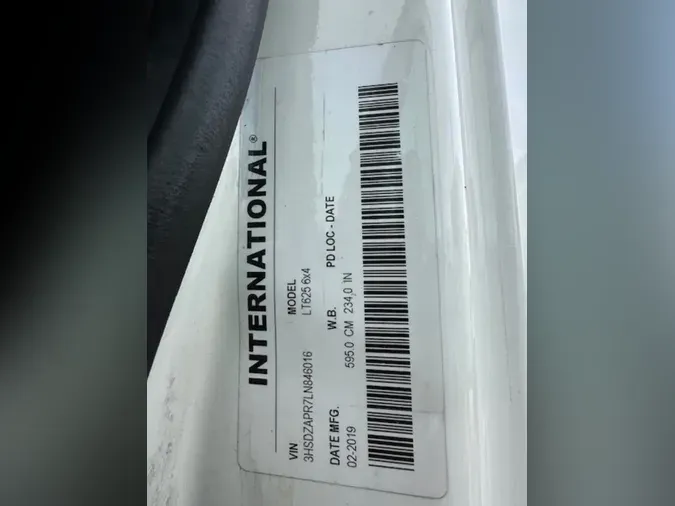 INTERNATIONAL®
VIN MODEL
3HSDZAPR7LN846016 LT625 6x4
DATE MFG. W.B. PD LOC - DATE
02-2019 595.0 CM 234.0 IN